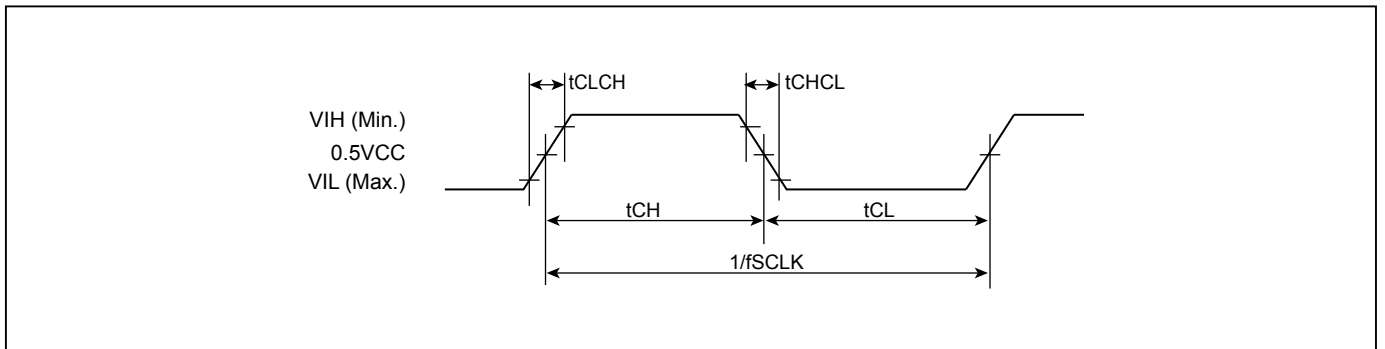 tCLCH
tCHCL
VIH (Min.)
0.5VCC
VIL (Max.)
tCH
tCL
1/fSCLK